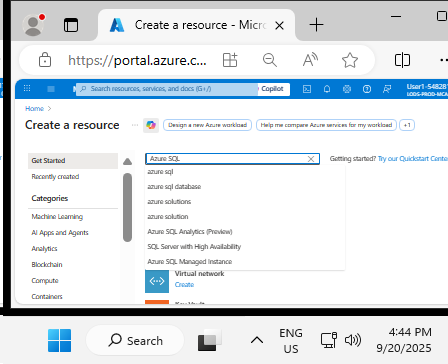 Create a resource - Micro
https://portal.azure.c...
Search resources, services, and docs (G+/)
Copilot
User1-548281
LODS-PROD-MCA
Home >
Create a resource
...
Design a new Azure workload
Help me compare Azure services for my workload
+1
Get Started
Recently created
Categories
Machine Learning
AI Apps and Agents
Analytics
Blockchain
Compute
Containers
Azure SQL
Getting started? Try our Quickstart Cente
azure sql
azure sql database
azure solutions
azure solution
Azure SQL Analytics (Preview)
SQL Server with High Availability
Azure SQL Managed Instance
Virtual network
Create
Key Vault
Search
ENG
US
4:44 PM
9/20/2025